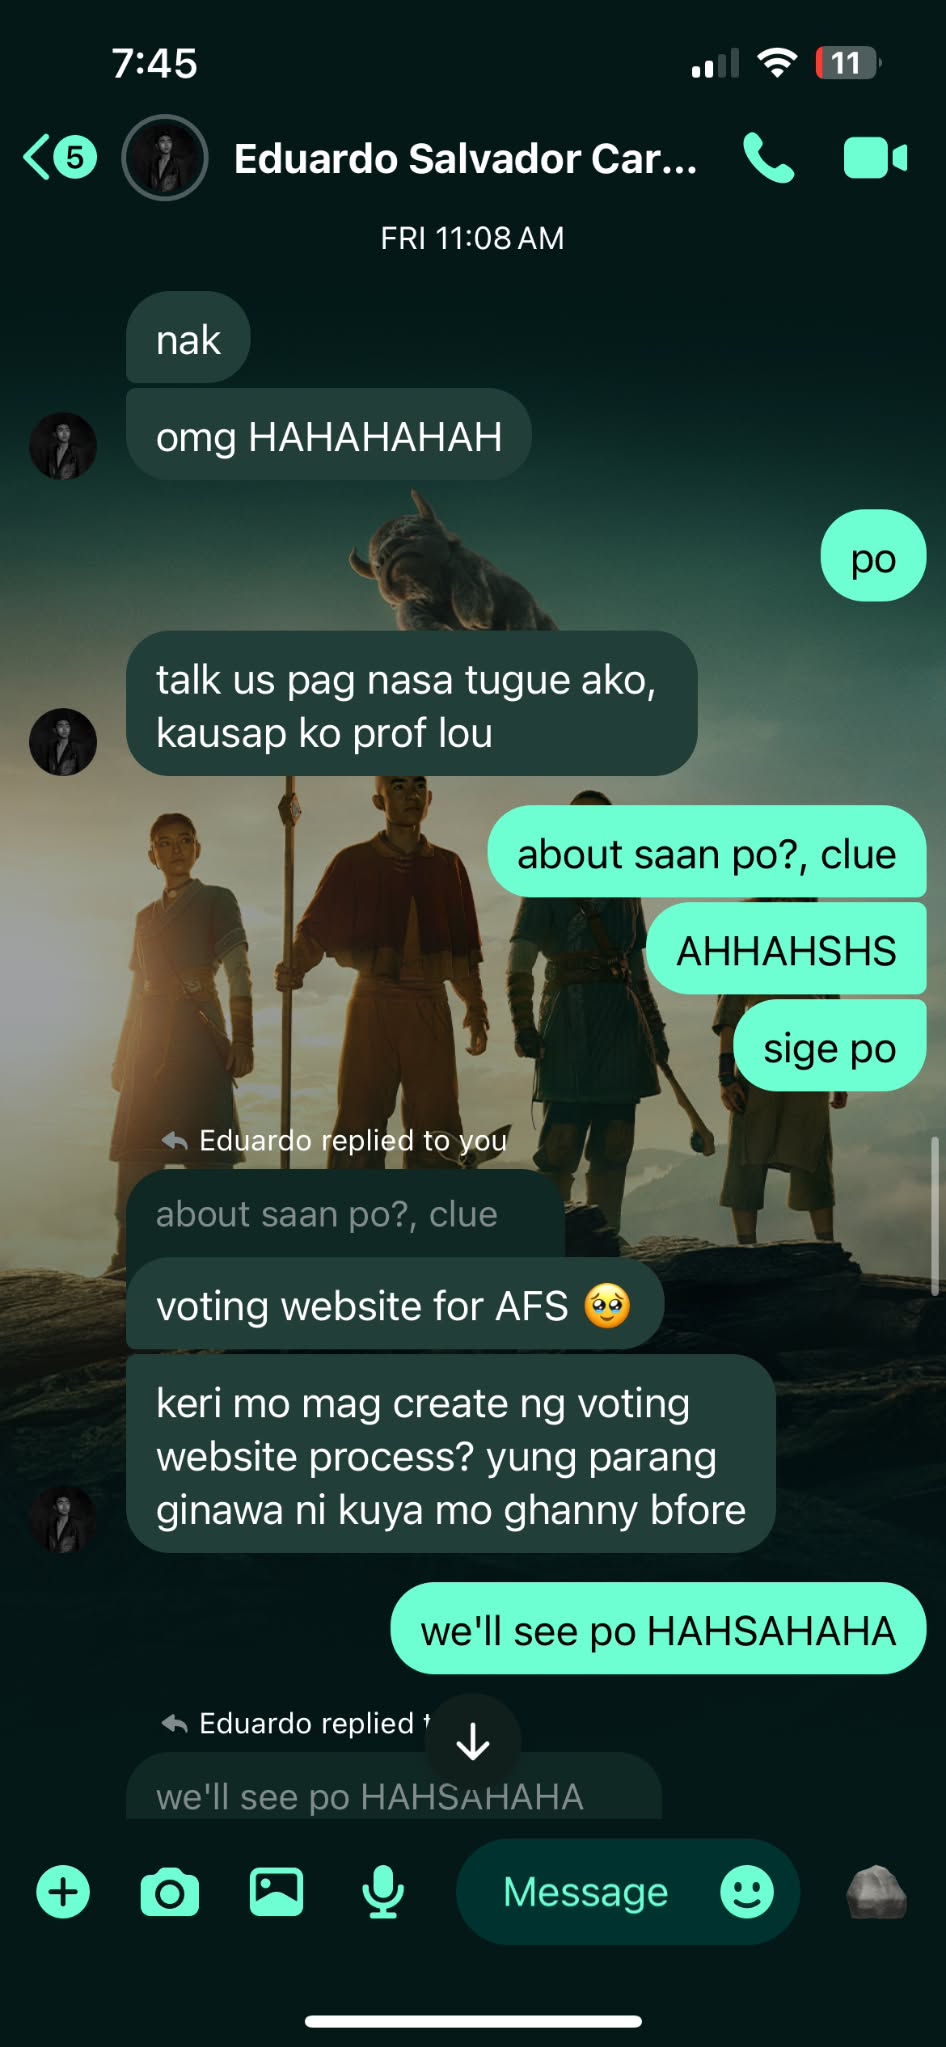 7:45
11
5
Eduardo Salvador Car...
FRI 11:08 AM
nak
omg HAHAHAHAH
po
talk us pag nasa tugue ako,
kausap ko prof lou
about saan po?, clue
AHHAHSHS
sige po
Eduardo replied to you
about saan po?, clue
voting website for AFS 🥹
keri mo mag create ng voting
website process? yung parang
ginawa ni kuya mo ghanny bfore
we'll see po HAHSAHAHA
Eduardo replied
we'll see po HAHSAHAHA
Message